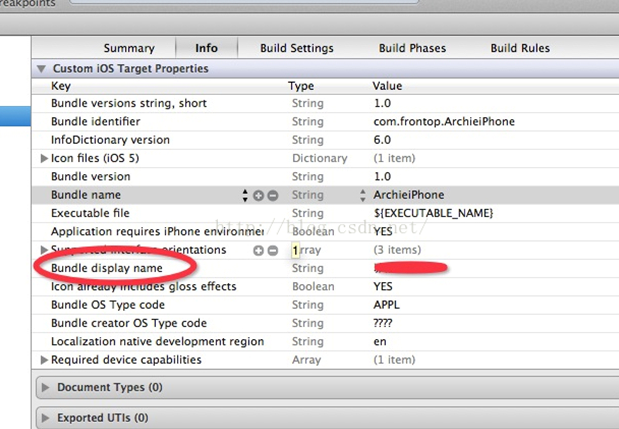 reakpoints
Summary Info Build Settings Build Phases Build Rules
Custom iOS Target Properties
Key Type Value
Bundle versions string, short String 1.0
Bundle identifier String com.frontop.ArchieiPhone
InfoDictionary version String 6.0
Icon files (iOS 5) Dictionary (1 item)
Bundle version String 1.0
Bundle name String ArchieiPhone
Executable file String ${EXECUTABLE_NAME}
http://blog.csdn.net/
Application requires iPhone environmen Boolean YES
Supported interface orientations 1 rray (3 items)
Bundle display name String
Icon already includes gloss effects Boolean YES
Bundle OS Type code String APPL
Bundle creator OS Type code String ????
Localization native development region String en
Required device capabilities Array (1 item)
Document Types (0)
Exported UTIs (0)